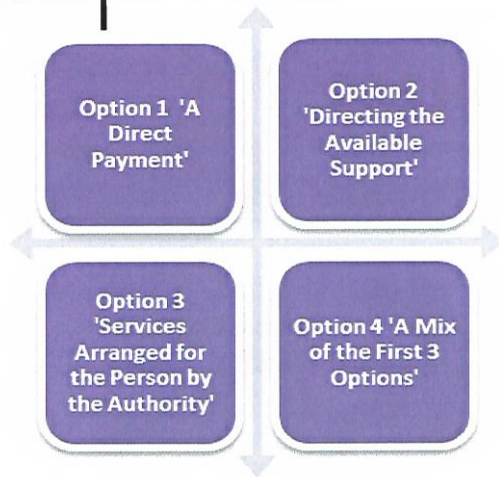 Option 1 'A
Direct
Payment'
Option 2
'Directing the
Available
Support'
Option 3
'Services
Arranged for
the Person by
the Authority'
Option 4 'A Mix
of the First 3
Options'